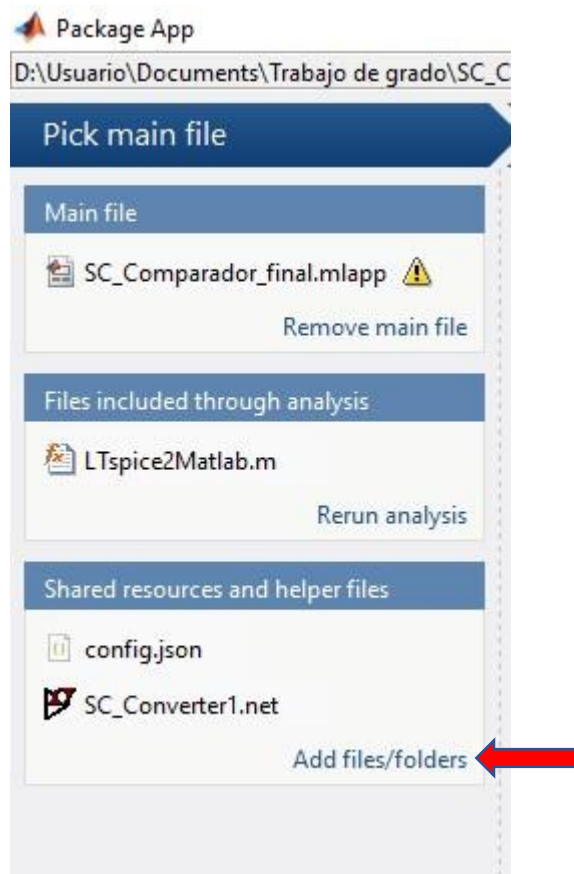 Package App
D:\Usuario\Documents\Trabajo de grado\SC_C
Pick main file
Main file
SC_Comparador_final.mlapp
Remove main file
Files included through analysis
LTspice2Matlab.m
Rerun analysis
Shared resources and helper files
config.json
SC_Converter1.net
Add files/folders